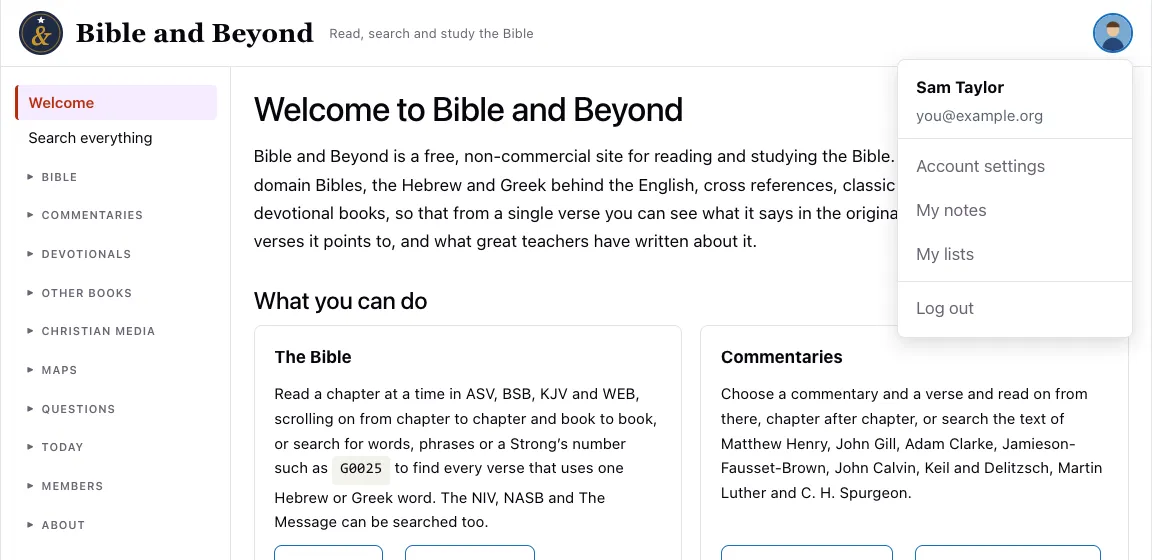 &
Bible and Beyond
Read, search and study the Bible
Sam Taylor
you@example.org
Account settings
My notes
My lists
Log out
Welcome
Search everything
BIBLE
COMMENTARIES
DEVOTIONALS
OTHER BOOKS
CHRISTIAN MEDIA
MAPS
QUESTIONS
TODAY
MEMBERS
ABOUT
Welcome to Bible and Beyond
Bible and Beyond is a free, non-commercial site for reading and studying the Bible.
domain Bibles, the Hebrew and Greek behind the English, cross references, classic
devotional books, so that from a single verse you can see what it says in the
verses it points to, and what great teachers have written about it.
What you can do
The Bible
Read a chapter at a time in ASV, BSB, KJV and WEB,
scrolling on from chapter to chapter and book to book,
or search for words, phrases or a Strong’s number
such as G0025 to find every verse that uses one
Hebrew or Greek word. The NIV, NASB and The
Message can be searched too.
Commentaries
Choose a commentary and a verse and read on from
there, chapter after chapter, or search the text of
Matthew Henry, John Gill, Adam Clarke, Jamieson-
Fausset-Brown, John Calvin, Keil and Delitzsch, Martin
Luther and C. H. Spurgeon.